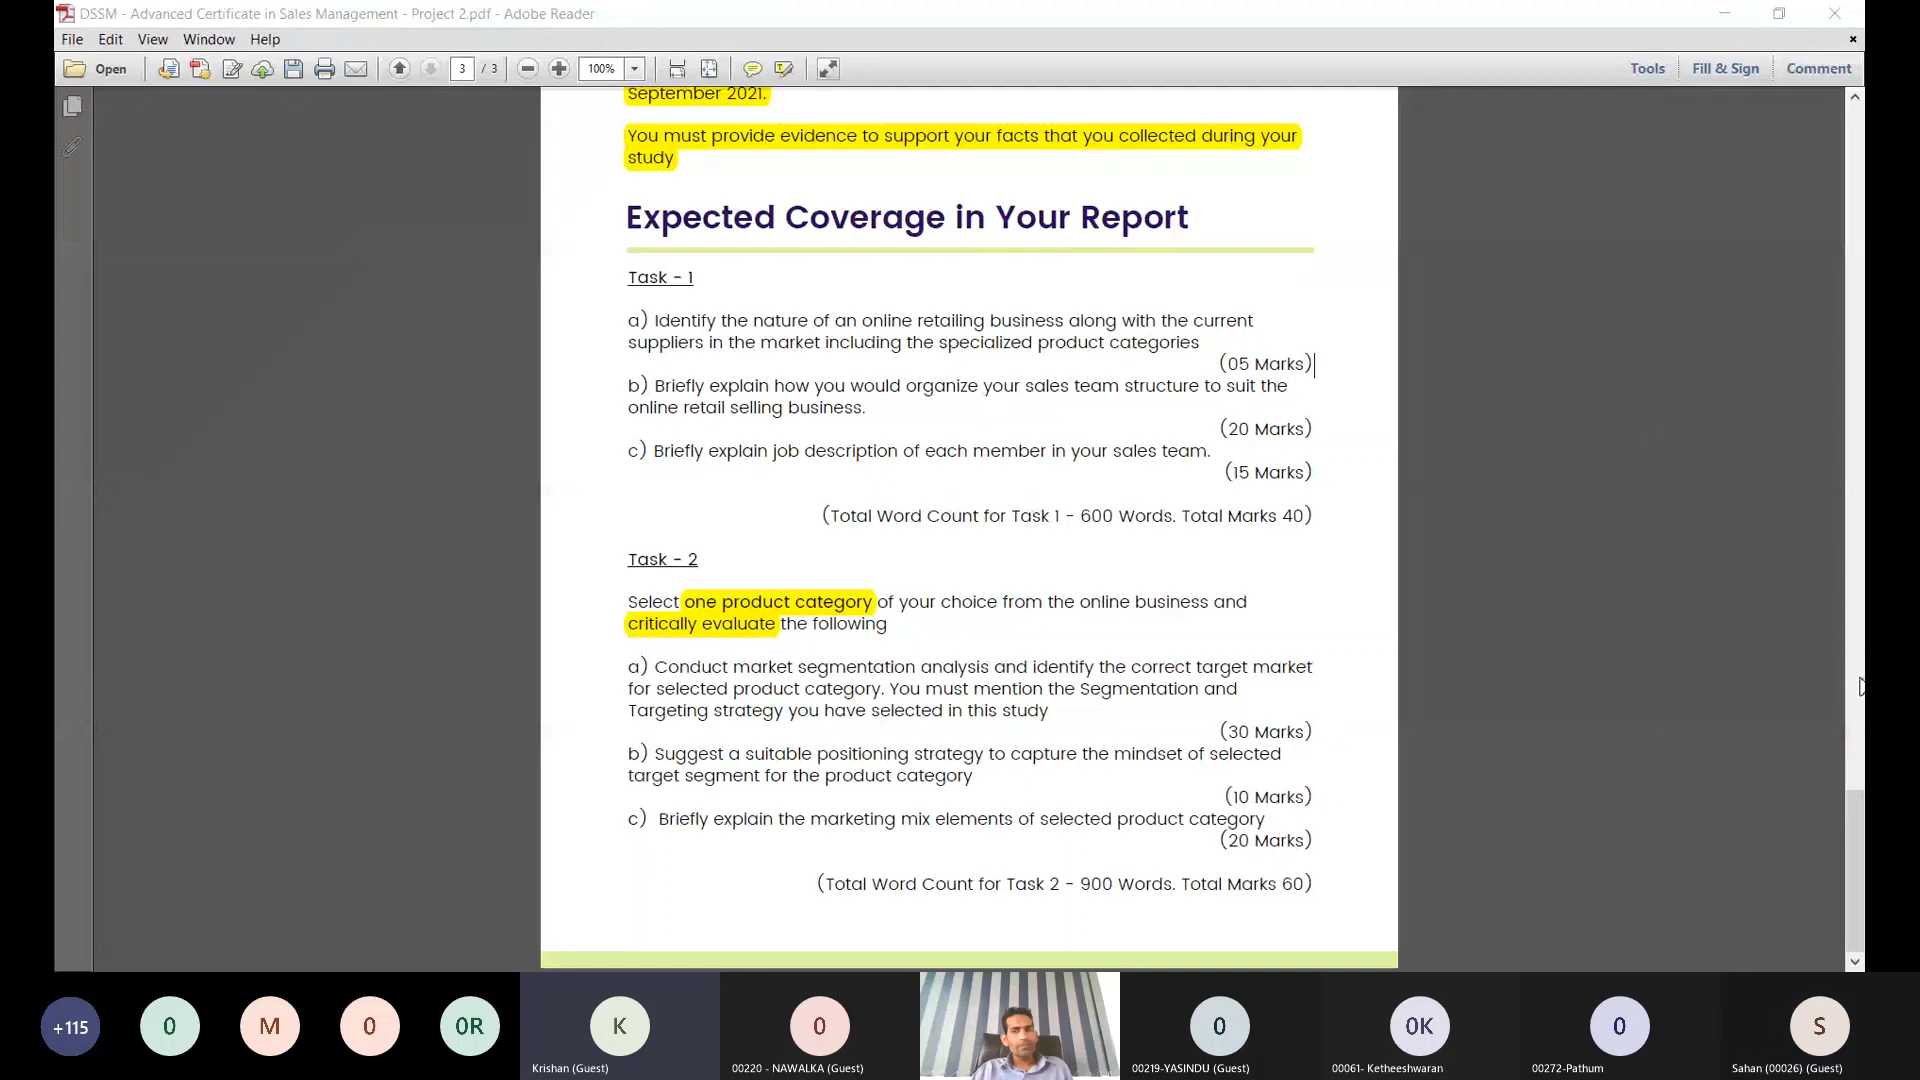 DSSM - Advanced Certificate in Sales Management - Project 2.pdf - Adobe Reader
File Edit View Window Help
Open 3 / 3 100% Tools Fill & Sign Comment
September 2021.
You must provide evidence to support your facts that you collected during your
study
Expected Coverage in Your Report
Task - 1
a) Identify the nature of an online retailing business along with the current
suppliers in the market including the specialized product categories
(05 Marks)
b) Briefly explain how you would organize your sales team structure to suit the
online retail selling business.
(20 Marks)
c) Briefly explain job description of each member in your sales team.
(15 Marks)
(Total Word Count for Task 1 - 600 Words. Total Marks 40)
Task - 2
Select one product category of your choice from the online business and
critically evaluate the following
a) Conduct market segmentation analysis and identify the correct target market
for selected product category. You must mention the Segmentation and
Targeting strategy you have selected in this study
(30 Marks)
b) Suggest a suitable positioning strategy to capture the mindset of selected
target segment for the product category
(10 Marks)
c) Briefly explain the marketing mix elements of selected product category
(20 Marks)
(Total Word Count for Task 2 - 900 Words. Total Marks 60)
+115 0 M 0 0R K 0 0 0K 0 S
Krishan (Guest) 00220 - NAWALKA (Guest) 00219-YASINDU (Guest) 00061- Ketheeshwaran 00272-Pathum Sahan (00026) (Guest)